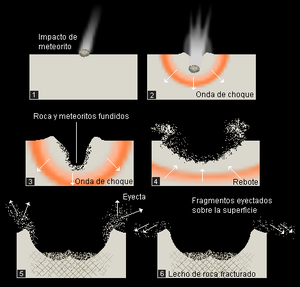 Impacto de
meteorito
1
2
Onda de choque
Roca y meteoritos fundidos
3
Onda de choque
4
Rebote
Eyecta
Fragmentos eyectados
sobre la superficie
5
6
Lecho de roca fracturado